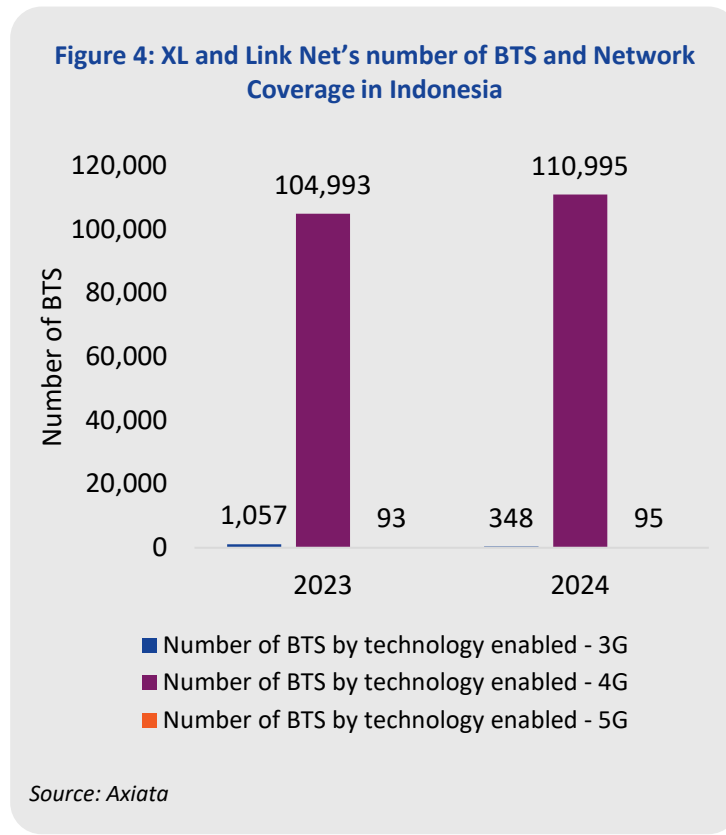 Figure 4: XL and Link Net’s number of BTS and Network
Coverage in Indonesia
120,000
100,000
80,000
60,000
40,000
20,000
0
Number of BTS
104,993
110,995
1,057
93
348
95
2023
2024
Number of BTS by technology enabled - 3G
Number of BTS by technology enabled - 4G
Number of BTS by technology enabled - 5G
Source: Axiata